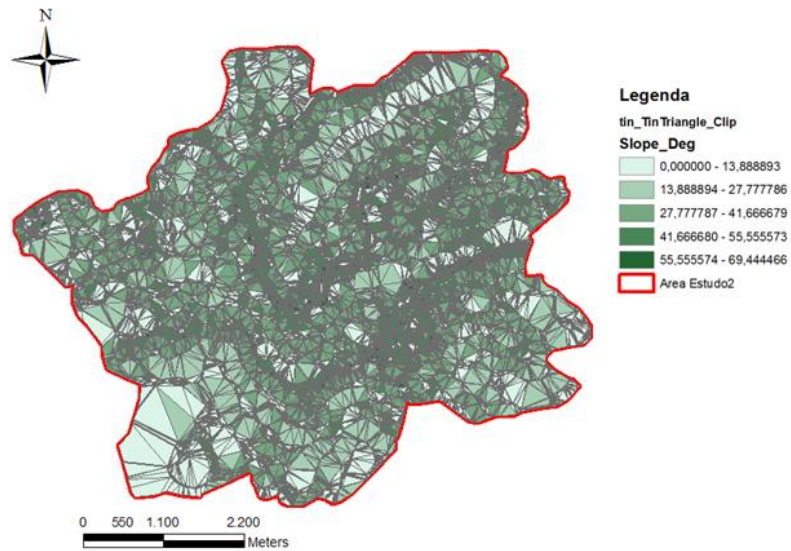 N
Legenda
tin_TinTriangle_Clip
Slope_Deg
0,000000 - 13,888893
13,888894 - 27,777786
27,777787 - 41,666679
41,666680 - 55,555573
55,555574 - 69,444466
Area Estudo2
0 550 1.100 2.200
Meters